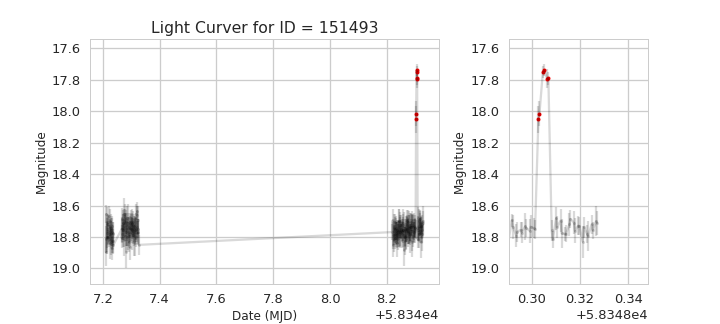 Light Curver for ID = 151493
Magnitude
17.6
17.8
18.0
18.2
18.4
18.6
18.8
19.0
7.2 7.4 7.6 7.8 8.0 8.2
Date (MJD)
+5.834e4
Magnitude
17.6
17.8
18.0
18.2
18.4
18.6
18.8
19.0
0.30 0.32 0.34
+5.8348e4